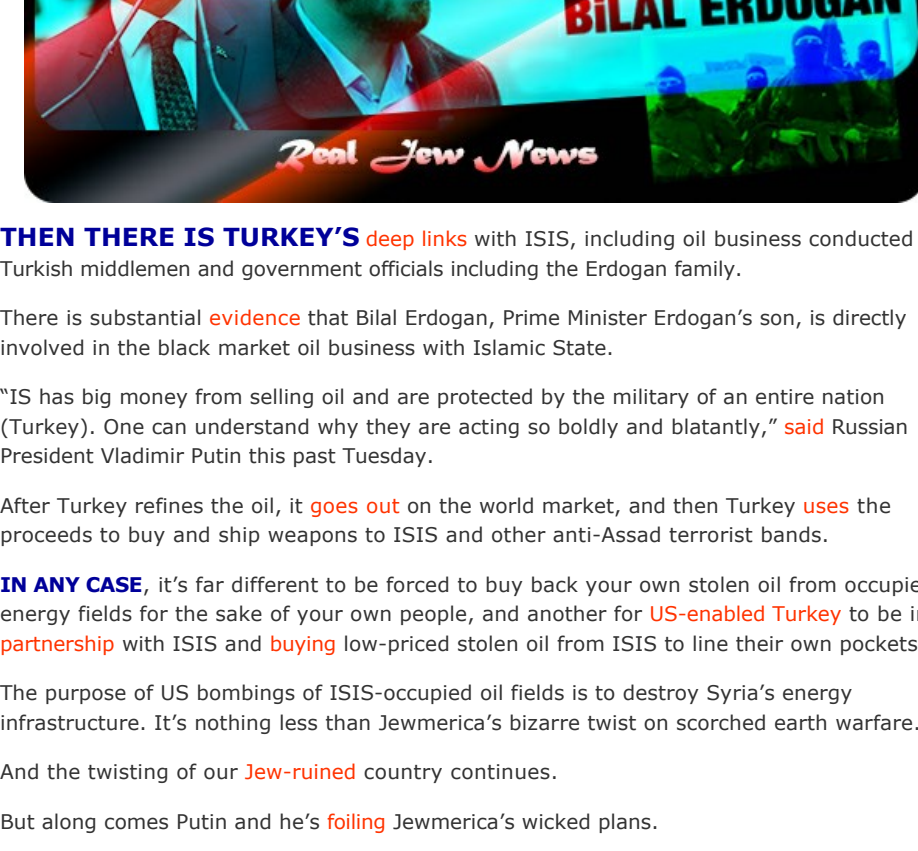 BiLAL ERDOGAN
Real Jew News
THEN THERE IS TURKEY’S deep links with ISIS, including oil business conducted
Turkish middlemen and government officials including the Erdogan family.
There is substantial evidence that Bilal Erdogan, Prime Minister Erdogan’s son, is directly
involved in the black market oil business with Islamic State.
“IS has big money from selling oil and are protected by the military of an entire nation
(Turkey). One can understand why they are acting so boldly and blatantly,” said Russian
President Vladimir Putin this past Tuesday.
After Turkey refines the oil, it goes out on the world market, and then Turkey uses the
proceeds to buy and ship weapons to ISIS and other anti-Assad terrorist bands.
IN ANY CASE, it’s far different to be forced to buy back your own stolen oil from occupie
energy fields for the sake of your own people, and another for US-enabled Turkey to be i
partnership with ISIS and buying low-priced stolen oil from ISIS to line their own pockets
The purpose of US bombings of ISIS-occupied oil fields is to destroy Syria’s energy
infrastructure. It’s nothing less than Jewmerica’s bizarre twist on scorched earth warfare.
And the twisting of our Jew-ruined country continues.
But along comes Putin and he’s foiling Jewmerica’s wicked plans.